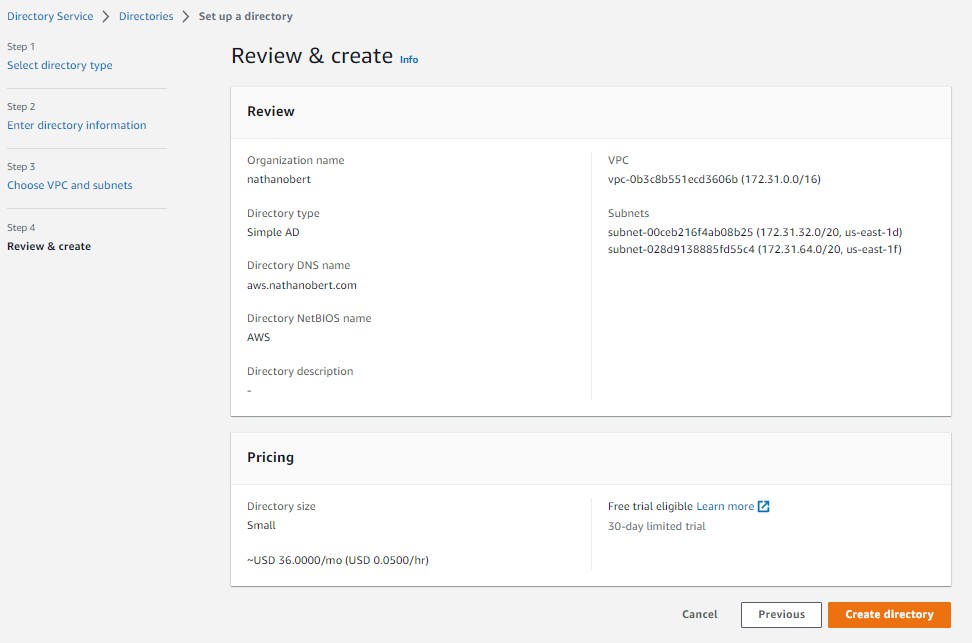 Directory Service > Directories > Set up a directory
Step 1
Select directory type
Step 2
Enter directory information
Step 3
Choose VPC and subnets
Step 4
Review & create
Review & create Info
Review
Organization name
nathanobert
Directory type
Simple AD
Directory DNS name
aws.nathanobert.com
Directory NetBIOS name
AWS
Directory description
-
VPC
vpc-0b3c8b551ecd3606b (172.31.0.0/16)
Subnets
subnet-00ceb216f4ab08b25 (172.31.32.0/20, us-east-1d)
subnet-028d9138885fd55c4 (172.31.64.0/20, us-east-1f)
Pricing
Directory size
Small
~USD 36.0000/mo (USD 0.0500/hr)
Free trial eligible Learn more
30-day limited trial
Cancel Previous Create directory